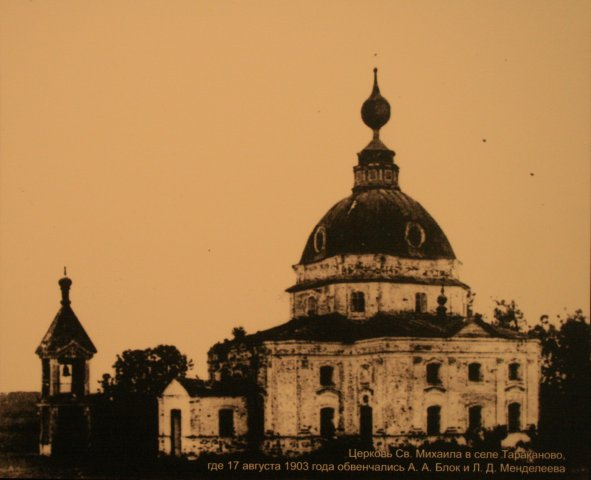 Церковь Св. Михаила в селе Тараканово,
где 17 августа 1903 года обвенчались А. А. Блок и Л. Д. Менделеева